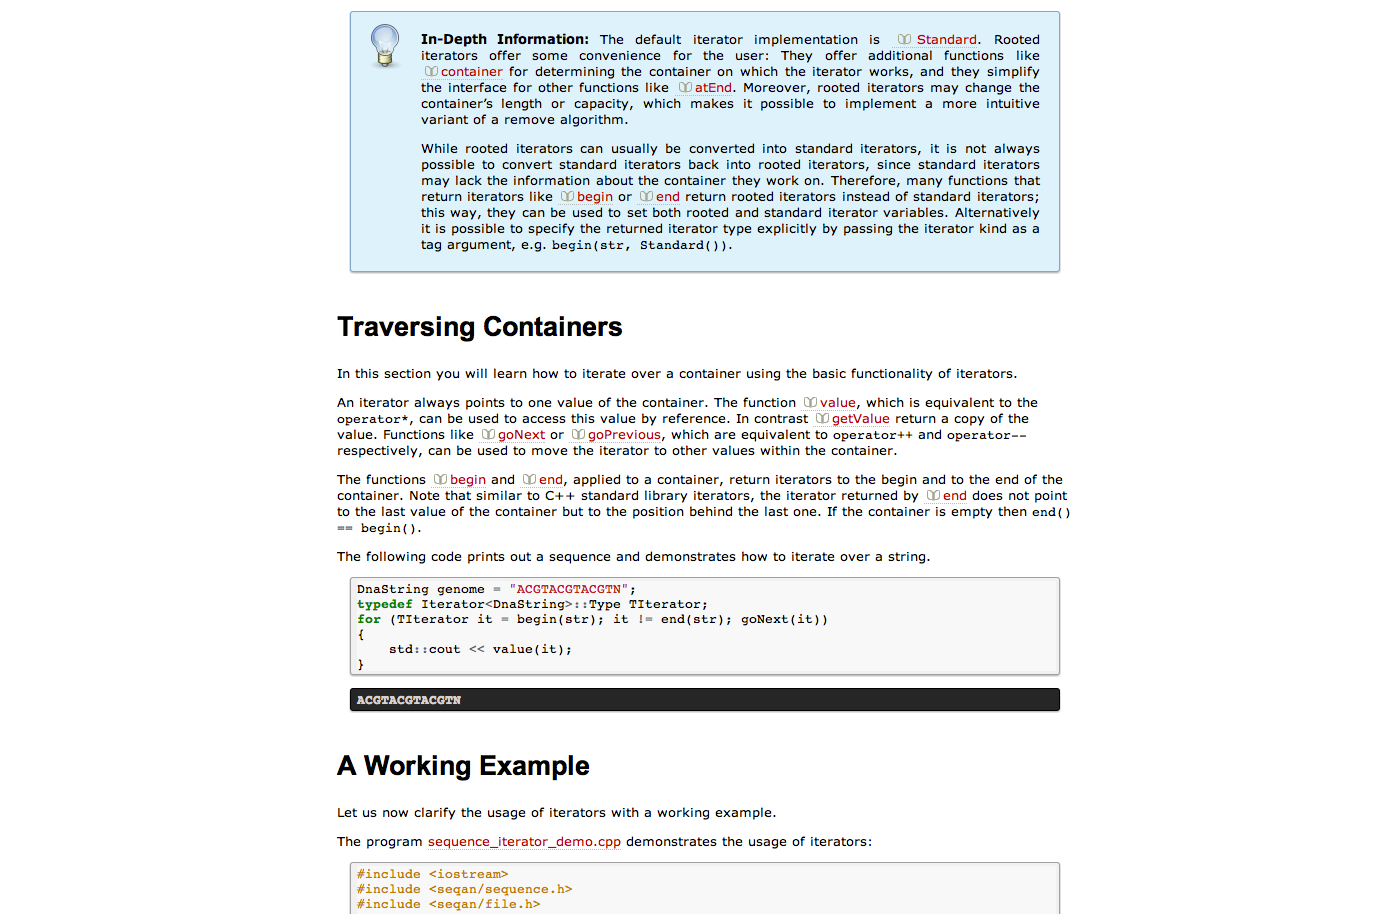 In-Depth Information: The default iterator implementation is Standard. Rooted
iterators offer some convenience for the user: They offer additional functions like
container for determining the container on which the iterator works, and they simplify
the interface for other functions like atEnd. Moreover, rooted iterators may change the
container’s length or capacity, which makes it possible to implement a more intuitive
variant of a remove algorithm.
While rooted iterators can usually be converted into standard iterators, it is not always
possible to convert standard iterators back into rooted iterators, since standard iterators
may lack the information about the container they work on. Therefore, many functions that
return iterators like begin or end return rooted iterators instead of standard iterators;
this way, they can be used to set both rooted and standard iterator variables. Alternatively
it is possible to specify the returned iterator type explicitly by passing the iterator kind as a
tag argument, e.g. begin(str, Standard()).
Traversing Containers
In this section you will learn how to iterate over a container using the basic functionality of iterators.
An iterator always points to one value of the container. The function value, which is equivalent to the
operator*, can be used to access this value by reference. In contrast getValue return a copy of the
value. Functions like goNext or goPrevious, which are equivalent to operator++ and operator--
respectively, can be used to move the iterator to other values within the container.
The functions begin and end, applied to a container, return iterators to the begin and to the end of the
container. Note that similar to C++ standard library iterators, the iterator returned by end does not point
to the last value of the container but to the position behind the last one. If the container is empty then end()
== begin().
The following code prints out a sequence and demonstrates how to iterate over a string.
DnaString genome = "ACGTACGTACGTN";
typedef Iterator<DnaString>::Type TIterator;
for (TIterator it = begin(str); it != end(str); goNext(it))
{
    std::cout << value(it);
}
ACGTACGTACGTN
A Working Example
Let us now clarify the usage of iterators with a working example.
The program sequence_iterator_demo.cpp demonstrates the usage of iterators:
#include <iostream>
#include <seqan/sequence.h>
#include <seqan/file.h>